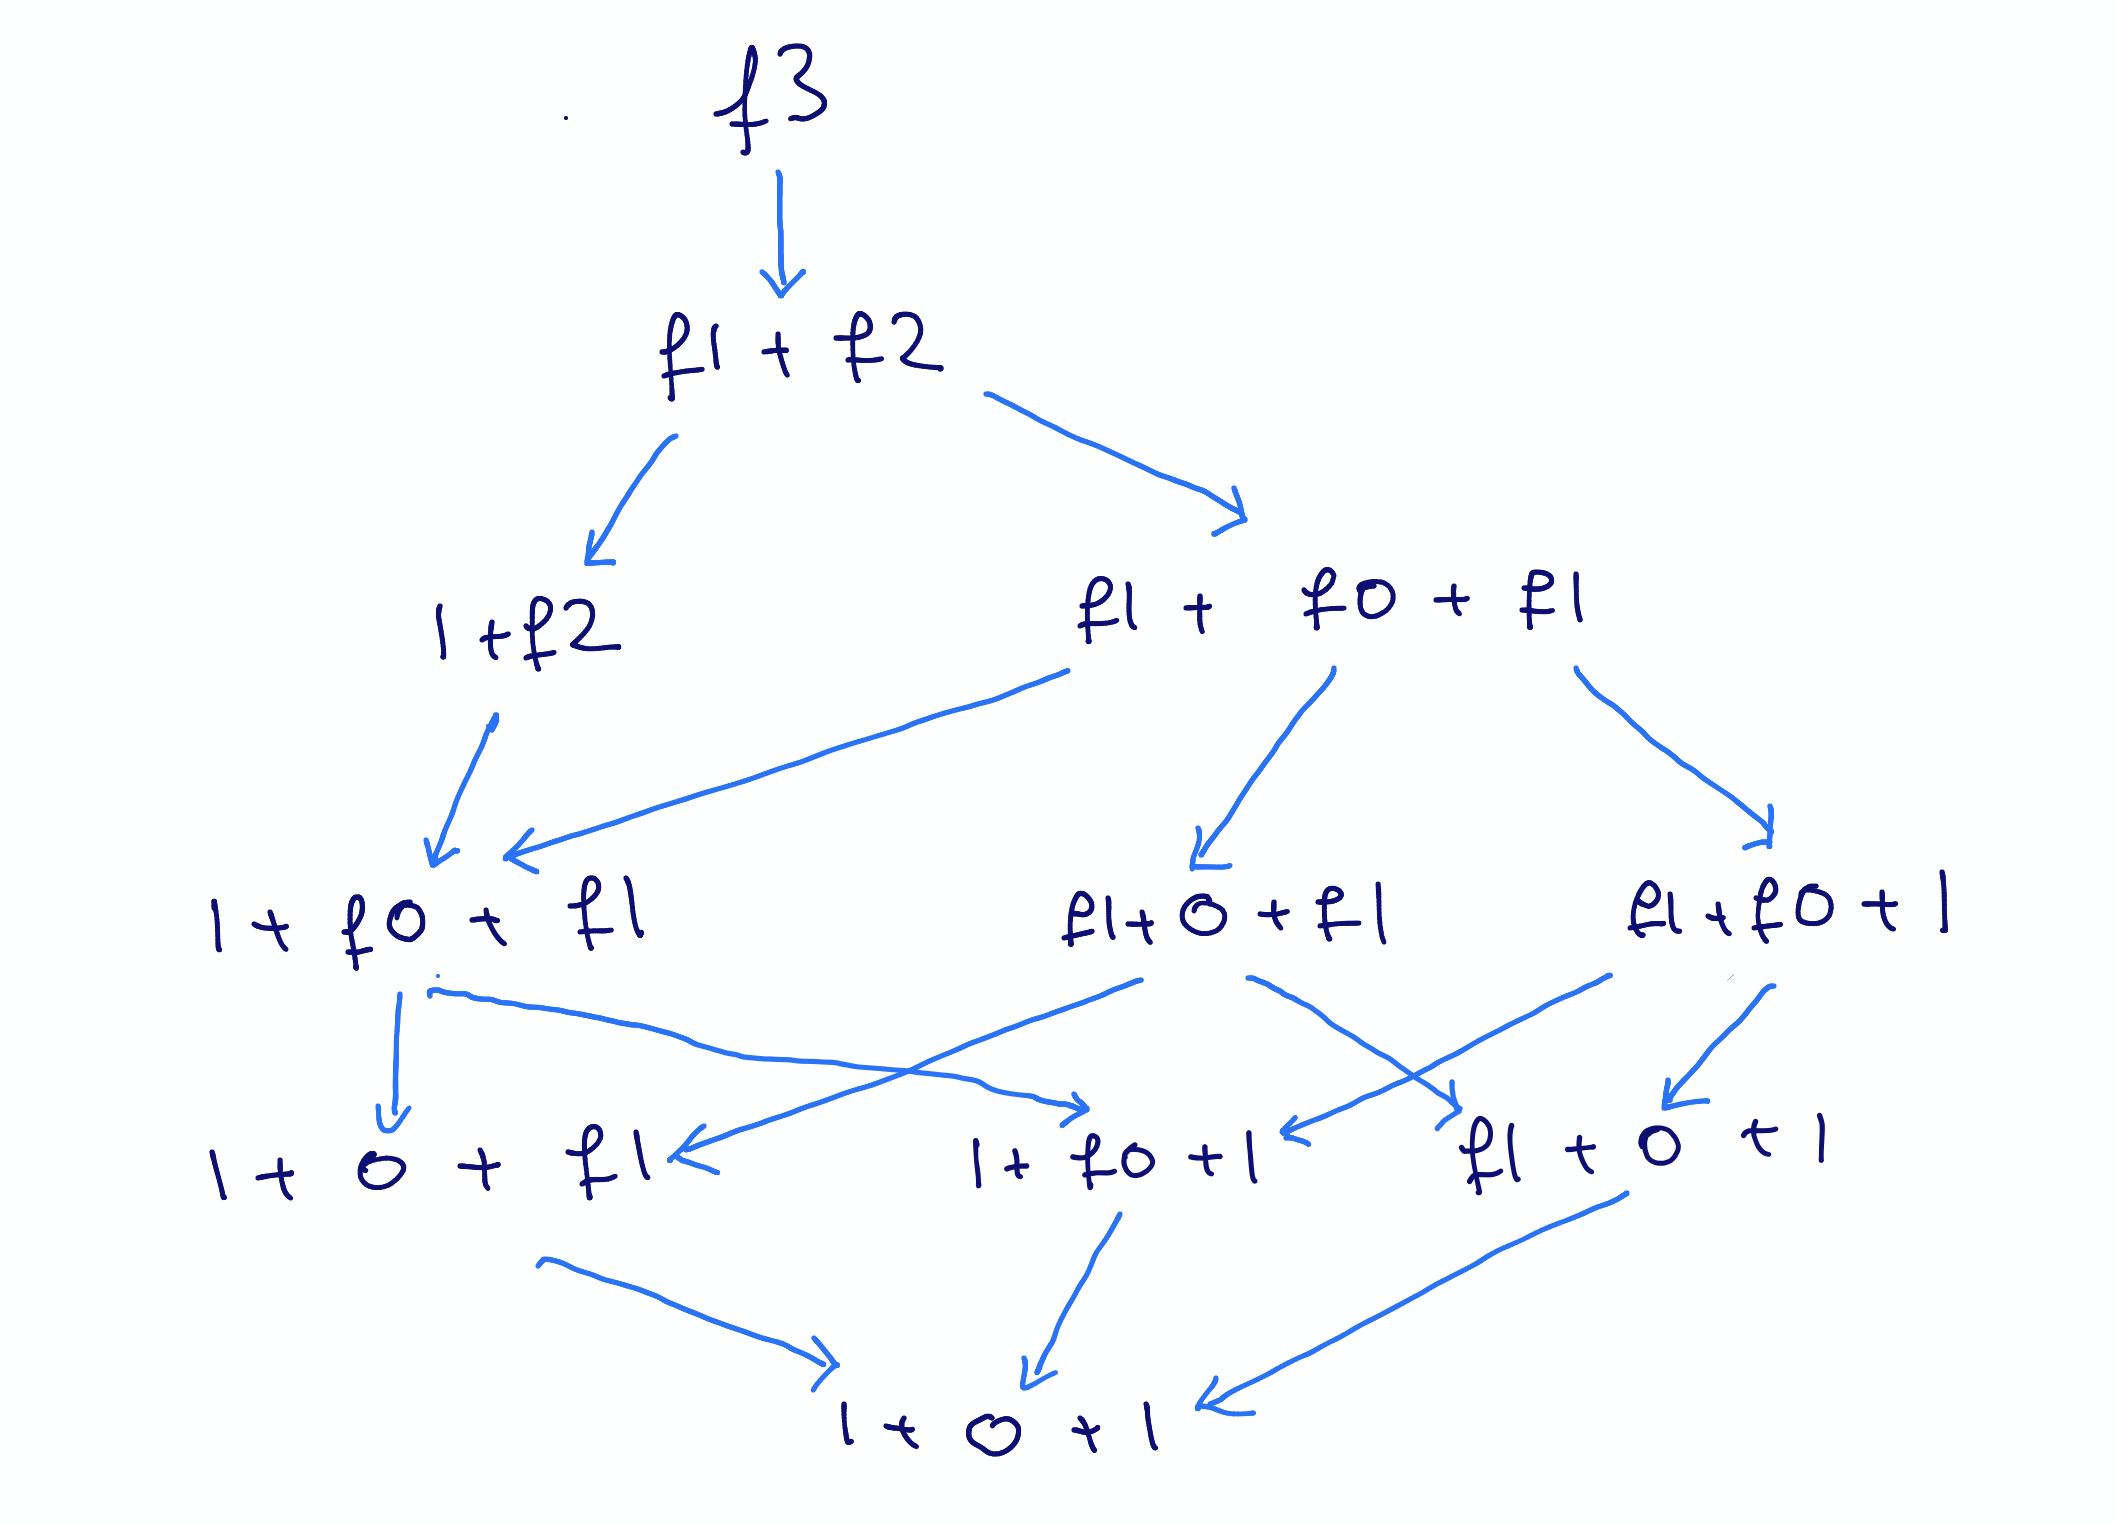 f3
f1 + f2
1 + f2
f1 + f0 + f1
1 + f0 + f1
f1 + 0 + f1
f1 + f0 + 1
1 + 0 + f1
1 + f0 + 1
f1 + 0 + 1
1 + 0 + 1